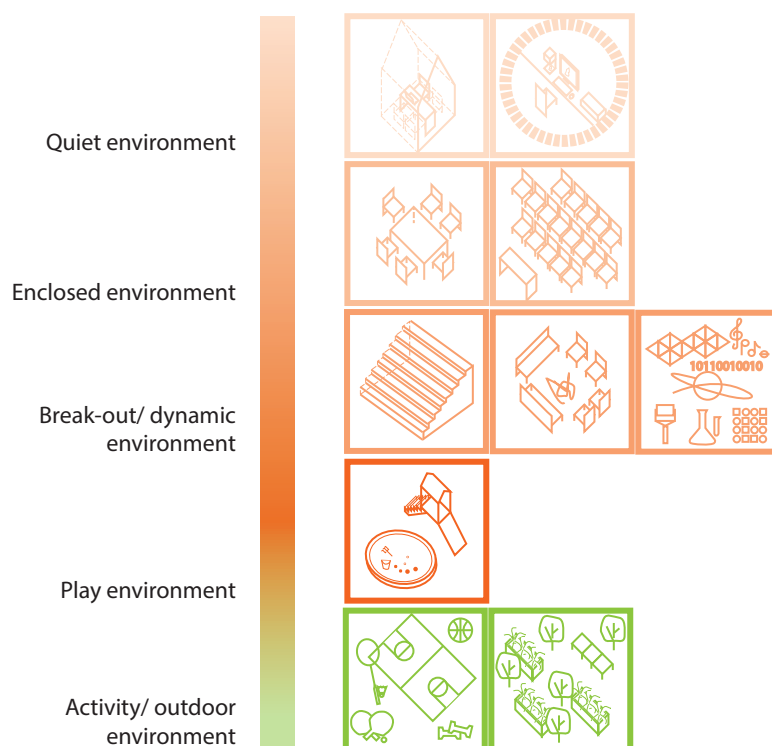 Quiet environment
Enclosed environment
10110010010
Break-out/ dynamic
environment
Play environment
Activity/ outdoor
environment